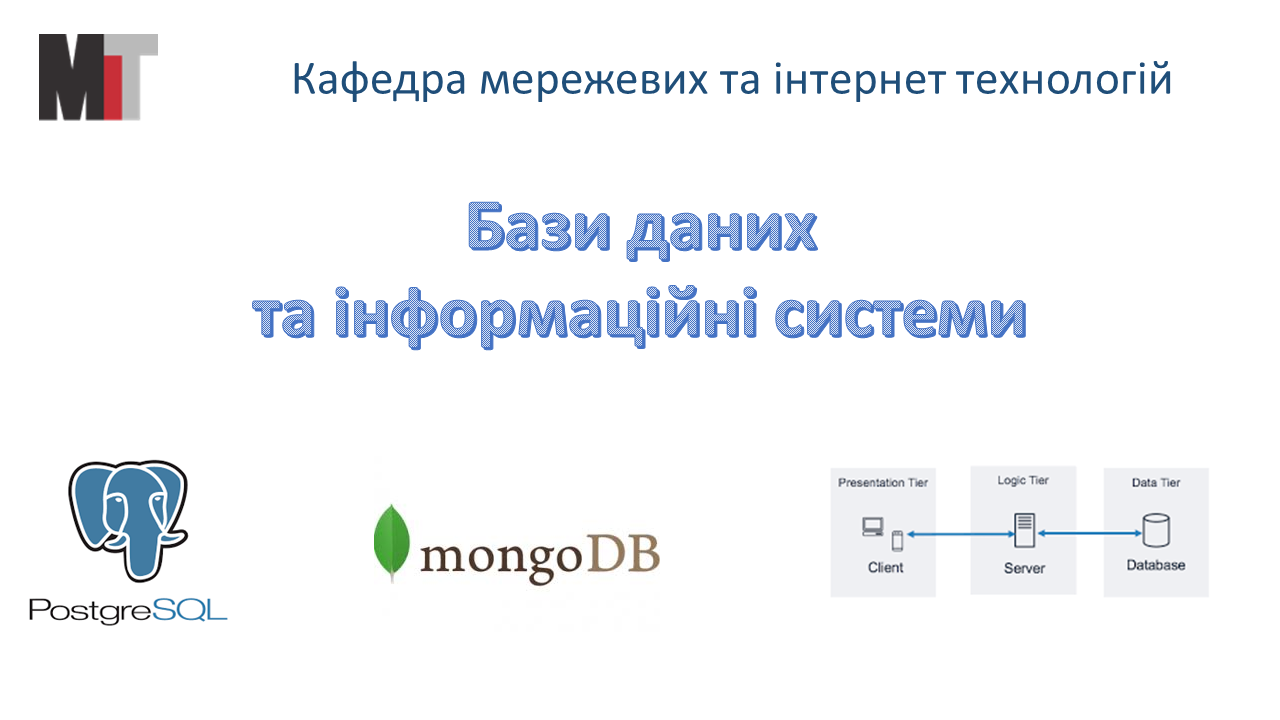 МІТ
Кафедра мережевих та інтернет технологій
Бази даних
та інформаційні системи
PostgreSQL
mongoDB
Presentation Tier
Logic Tier
Data Tier
Client
Server
Database